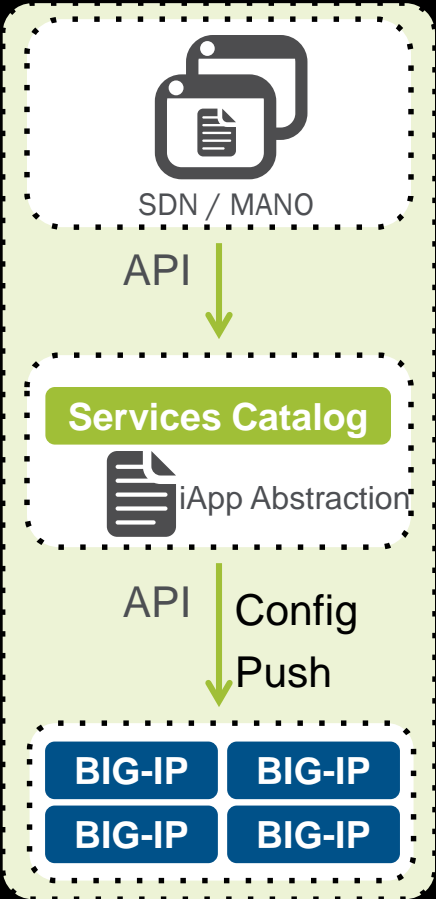 SDN / MANO
API
Services Catalog
iApp Abstraction
API
Config
Push
BIG-IP BIG-IP
BIG-IP BIG-IP